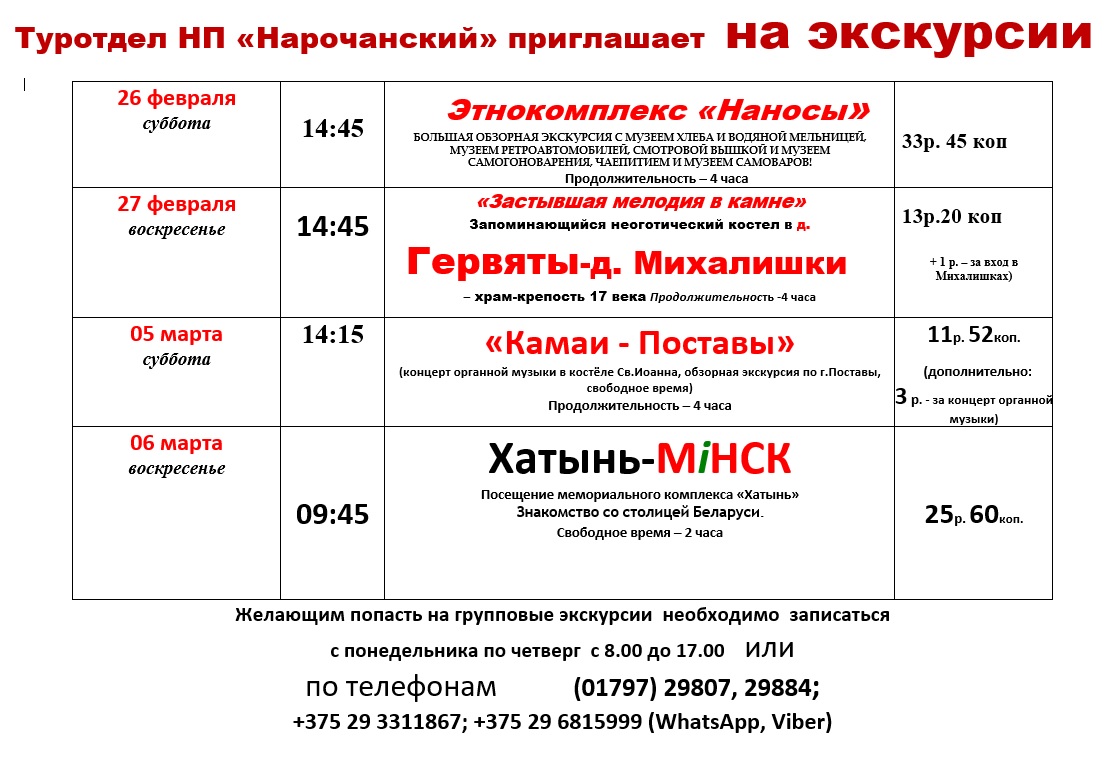 Туротдел НП «Нарочанский» приглашает на экскурсии
26 февраля
суббота
14:45
Этнокомплекс «Наносы»
БОЛЬШАЯ ОБЗОРНАЯ ЭКСКУРСИЯ С МУЗЕЕМ ХЛЕБА И ВОДЯНОЙ МЕЛЬНИЦЕЙ,
МУЗЕЕМ РЕТРОАВТОМОБИЛЕЙ, СМОТРОВОЙ ВЫШКОЙ И МУЗЕЕМ
САМОГОНОВАРЕНИЯ, ЧАЕПИТИЕМ И МУЗЕЕМ САМОВАРОВ!
Продолжительность – 4 часа
33р. 45 коп
27 февраля
воскресенье
14:45
«Застывшая мелодия в камне»
Запоминающийся неоготический костел в д.
Гервяты-д. Михалишки
– храм-крепость 17 века Продолжительность -4 часа
13р.20 коп
+ 1 р. – за вход в
Михалишках)
05 марта
суббота
14:15
«Камаи - Поставы»
(концерт органной музыки в костёле Св.Иоанна, обзорная экскурсия по г.Поставы,
свободное время)
Продолжительность – 4 часа
11р. 52коп.
(дополнительно:
3 р. - за концерт органной
музыки)
06 марта
воскресенье
09:45
Хатынь-МiНСК
Посещение мемориального комплекса «Хатынь»
Знакомство со столицей Беларуси.
Свободное время – 2 часа
25р. 60коп.
Желающим попасть на групповые экскурсии необходимо записаться
с понедельника по четверг с 8.00 до 17.00 или
по телефонам (01797) 29807, 29884;
+375 29 3311867; +375 29 6815999 (WhatsApp, Viber)